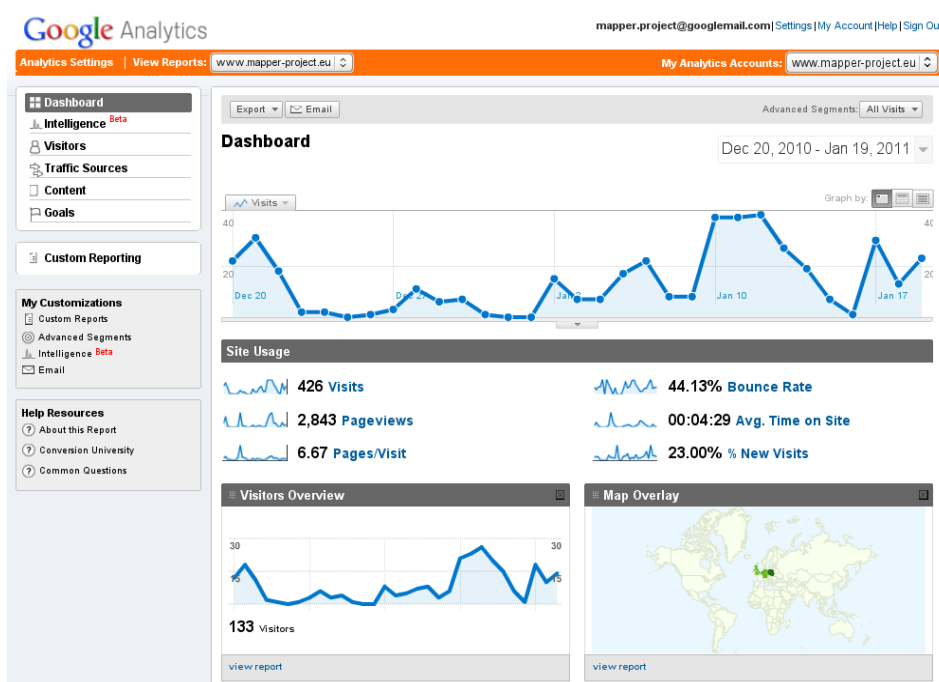 Google Analytics
mapper.project@googlemail.com|Settings|My Account|Help|Sign Ou
Analytics Settings | View Reports: www.mapper-project.eu
My Analytics Accounts: www.mapper-project.eu
Dashboard
Intelligence Beta
Visitors
Traffic Sources
Content
Goals
Custom Reporting
My Customizations
Custom Reports
Advanced Segments
Intelligence Beta
Email
Help Resources
About this Report
Conversion University
Common Questions
Export Email
Advanced Segments: All Visits
Dashboard
Dec 20, 2010 - Jan 19, 2011
Visits
Graph by:
40 40
20 20
Dec 20 Jan 10 Jan 17
Site Usage
426 Visits
44.13% Bounce Rate
2,843 Pageviews
00:04:29 Avg. Time on Site
6.67 Pages/Visit
23.00% % New Visits
Visitors Overview
30 30
15 15
133 Visitors
view report
Map Overlay
view report